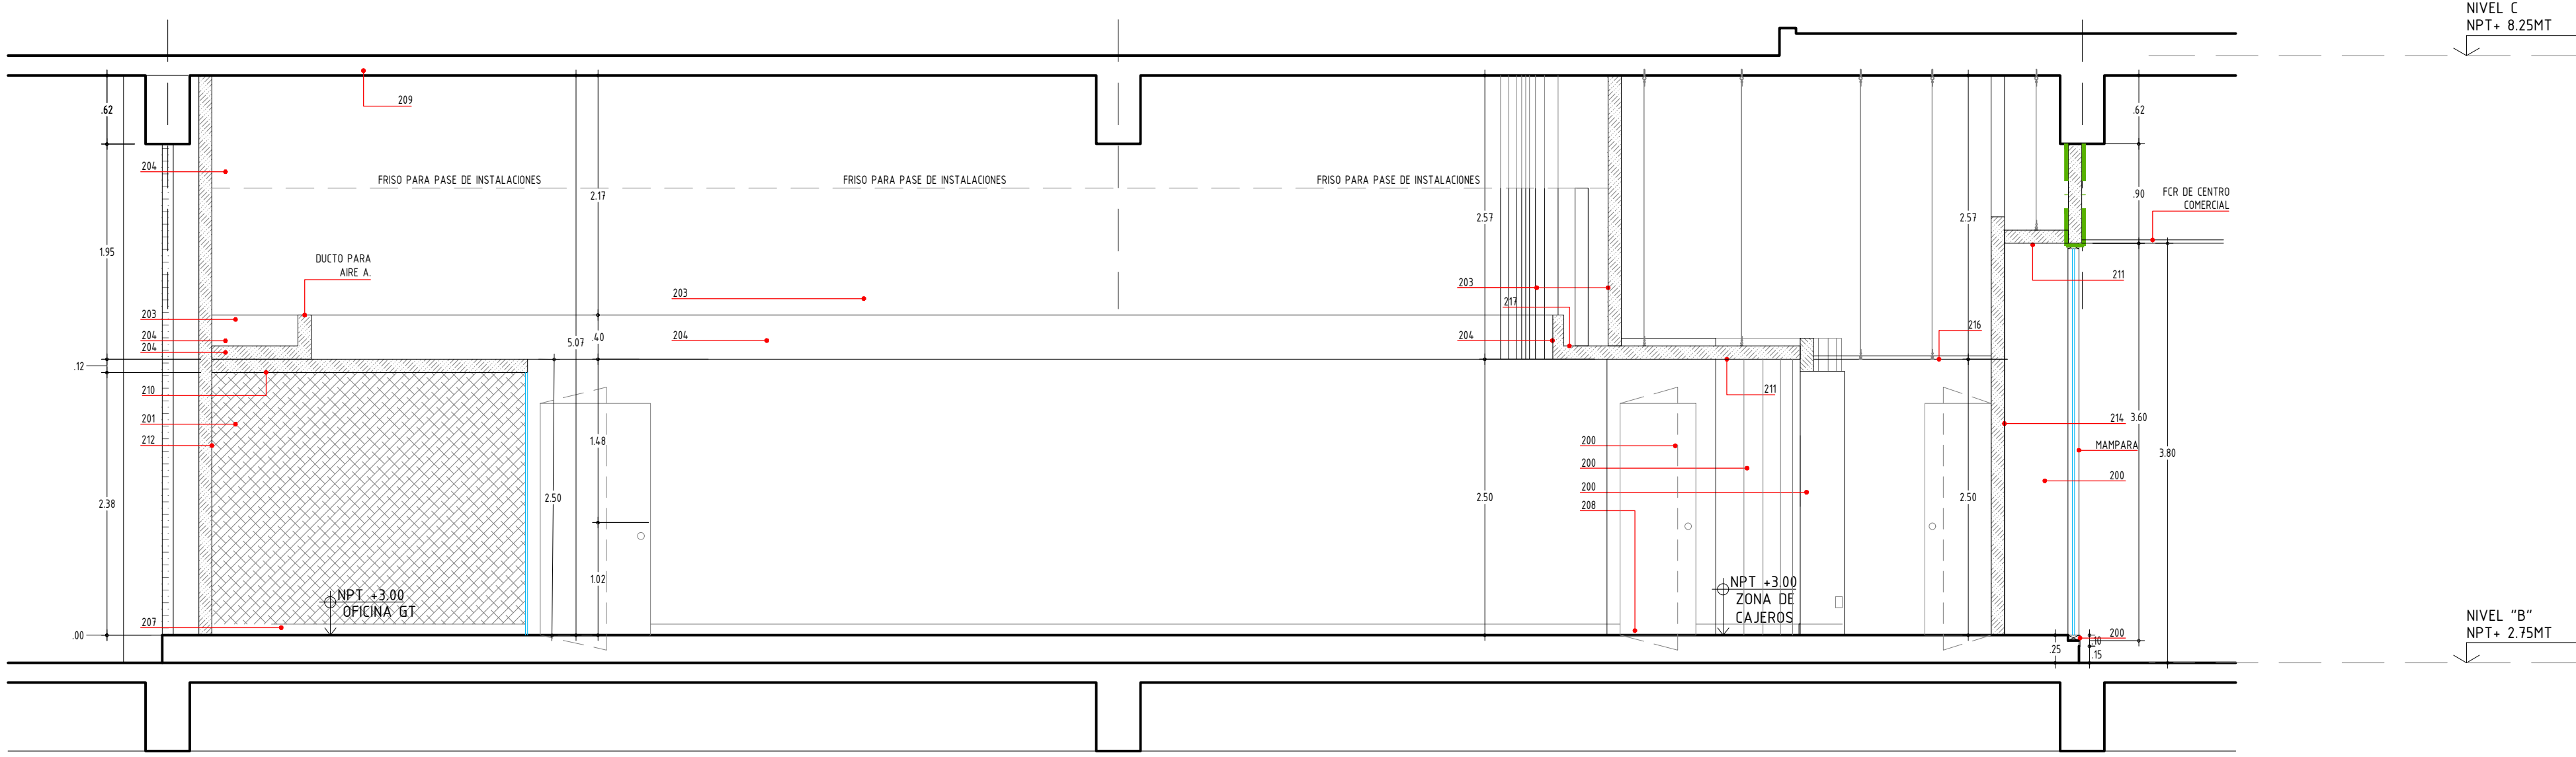 NIVEL C
NPT+ 8.25MT
209
.62
.62
204
FRISO PARA PASE DE INSTALACIONES
FRISO PARA PASE DE INSTALACIONES
FRISO PARA PASE DE INSTALACIONES
2.17
2.57
2.57
.90
FCR DE CENTRO
COMERCIAL
1.95
DUCTO PARA
AIRE A.
203
203
217
211
203
204
204
204
.40
5.07
204
216
.12
210
211
201
212
1.48
200
200
200
208
214
3.60
MAMPARA
3.80
200
2.38
2.50
2.50
2.50
1.02
NPT +3.00
OFICINA GT
NPT +3.00
ZONA DE
CAJEROS
207
.00
200
.10
.25
.15
NIVEL "B"
NPT+ 2.75MT